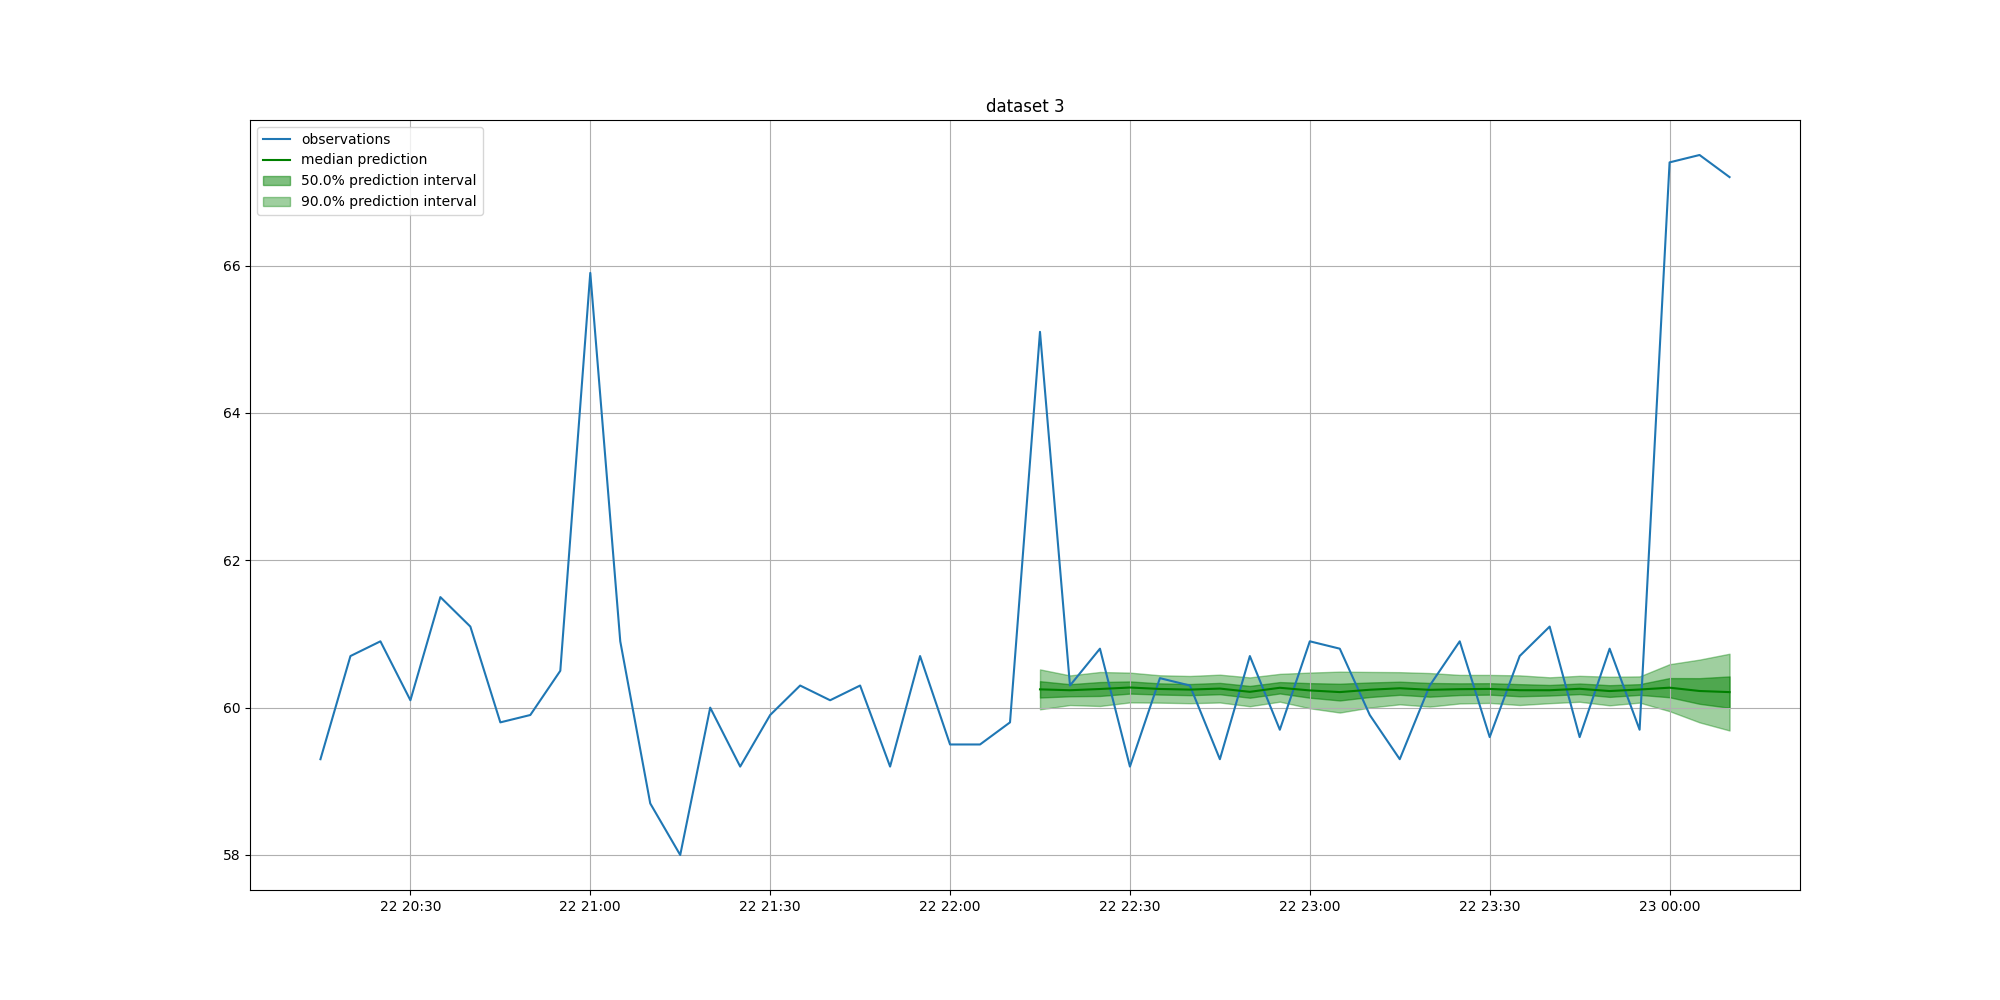 dataset 3
observations
median prediction
50.0% prediction interval
90.0% prediction interval
66
64
62
60
58
22 20:30
22 21:00
22 21:30
22 22:00
22 22:30
22 23:00
22 23:30
23 00:00